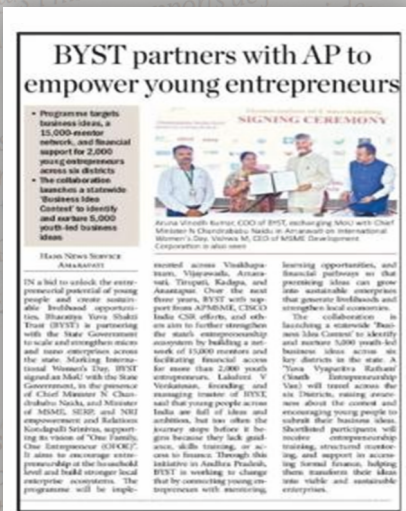 BYST partners with AP to
empower young entrepreneurs
• Programme targets
business ideas, a
15,000-mentor
network, and financial
support for 2,000
young entrepreneurs
across six districts
• The collaboration
launches a statewide
'Business Idea
Contest' to identify
and nurture 5,000
youth-led business
ideas
SIGNING CEREMONY
Aruna Vinodh Kumar, COO of BYST, exchanging MoU with Chief
Minister N Chandrababu Naidu in Amaravati on International
Women's Day. Vishwa M, CEO of MSME Development
Corporation is also seen
HANS NEWS SERVICE
AMARAVATI
IN a bid to unlock the entre-
preneurial potential of young
people and create sustain-
able livelihood opportuni-
ties, Bharatiya Yuva Shakti
Trust (BYST) is partnering
with the State Government
to scale and strengthen micro
and nano enterprises across
the state. Marking Interna-
tional Women's Day, BYST
signed an MoU with the State
Government, in the presence
of Chief Minister N Chan-
drababu Naidu, and Minister
of MSME, SERP, and NRI
empowerment and Relations
Kondapalli Srinivas, support-
ing its vision of "One Family,
One Entrepreneur (OFOE)".
It aims to encourage entre-
preneurship at the household
level and build stronger local
enterprise ecosystems. The
programme will be imple-
mented across Visakhapa-
tnam, Vijayawada, Amara-
vati, Tirupati, Kadapa, and
Anantapur. Over the next
three years, BYST with sup-
port from APMSME, CISCO
India CSR efforts, and oth-
ers aim to further strengthen
the state's entrepreneurship
ecosystem by building a net-
work of 15,000 mentors and
facilitating financial access
for more than 2,000 youth
entrepreneurs. Lakshmi V
Venkatesan, founding and
managing trustee of BYST,
said that young people across
India are full of ideas and
ambition, but too often the
journey stops before it be-
gins because they lack guid-
ance, skills training, or ac-
cess to finance. Through this
initiative in Andhra Pradesh,
BYST is working to change
that by connecting young en-
trepreneurs with mentoring,
learning opportunities, and
financial pathways so that
promising ideas can grow
into sustainable enterprises
that generate livelihoods and
strengthen local economies.
The collaboration is
launching a statewide 'Busi-
ness Idea Contest' to identify
and nurture 5,000 youth-led
business ideas across six
key districts in the state. A
'Yuva Vyapaitva Ratham'
(Youth Entrepreneurship
Van) will travel across the
six Districts, raising aware-
ness about the contest and
encouraging young people to
submit their business ideas.
Shortlisted participants will
receive entrepreneurship
training, structured mentor-
ing, and support in access-
ing formal finance, helping
them transform their ideas
into viable and sustainable
enterprises.